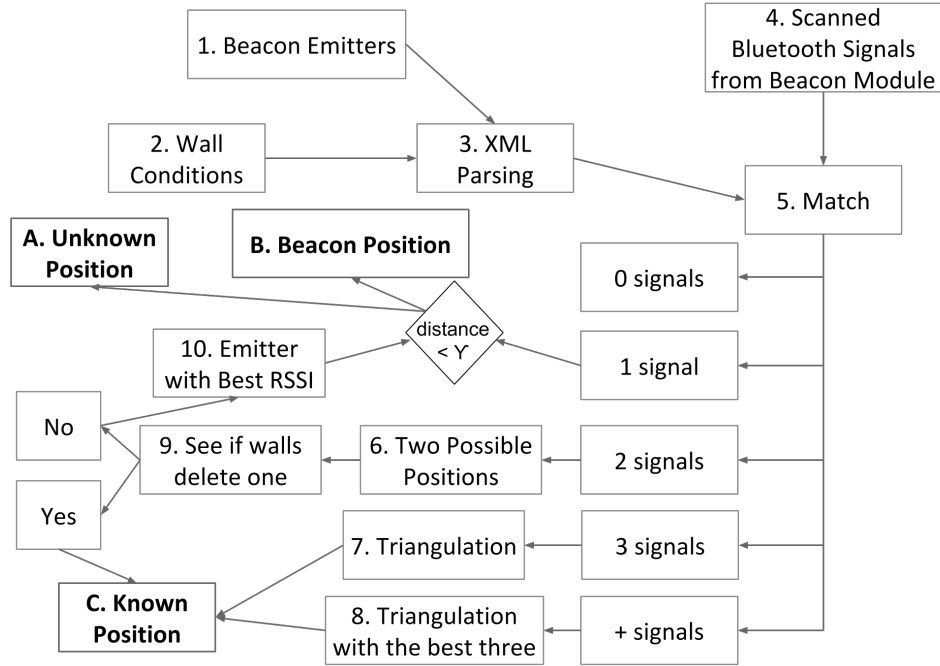 1. Beacon Emitters
4. Scanned
Bluetooth Signals
from Beacon Module
2. Wall
Conditions
3. XML
Parsing
5. Match
A. Unknown
Position
B. Beacon Position
0 signals
distance
< ϒ
10. Emitter
with Best RSSI
1 signal
No
9. See if walls
delete one
6. Two Possible
Positions
2 signals
Yes
7. Triangulation
3 signals
C. Known
Position
8. Triangulation
with the best three
+ signals